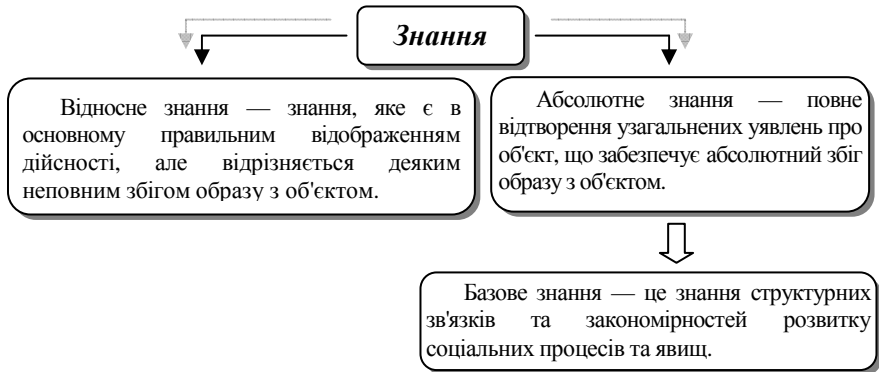 Знання
Відносне знання — знання, яке є в
основному правильним відображенням
дійсності, але відрізняється деяким
неповним збігом образу з об'єктом.
Абсолютне знання — повне
відтворення узагальнених уявлень про
об'єкт, що забезпечує абсолютний збіг
образу з об'єктом.
Базове знання — це знання структурних
зв'язків та закономірностей розвитку
соціальних процесів та явищ.